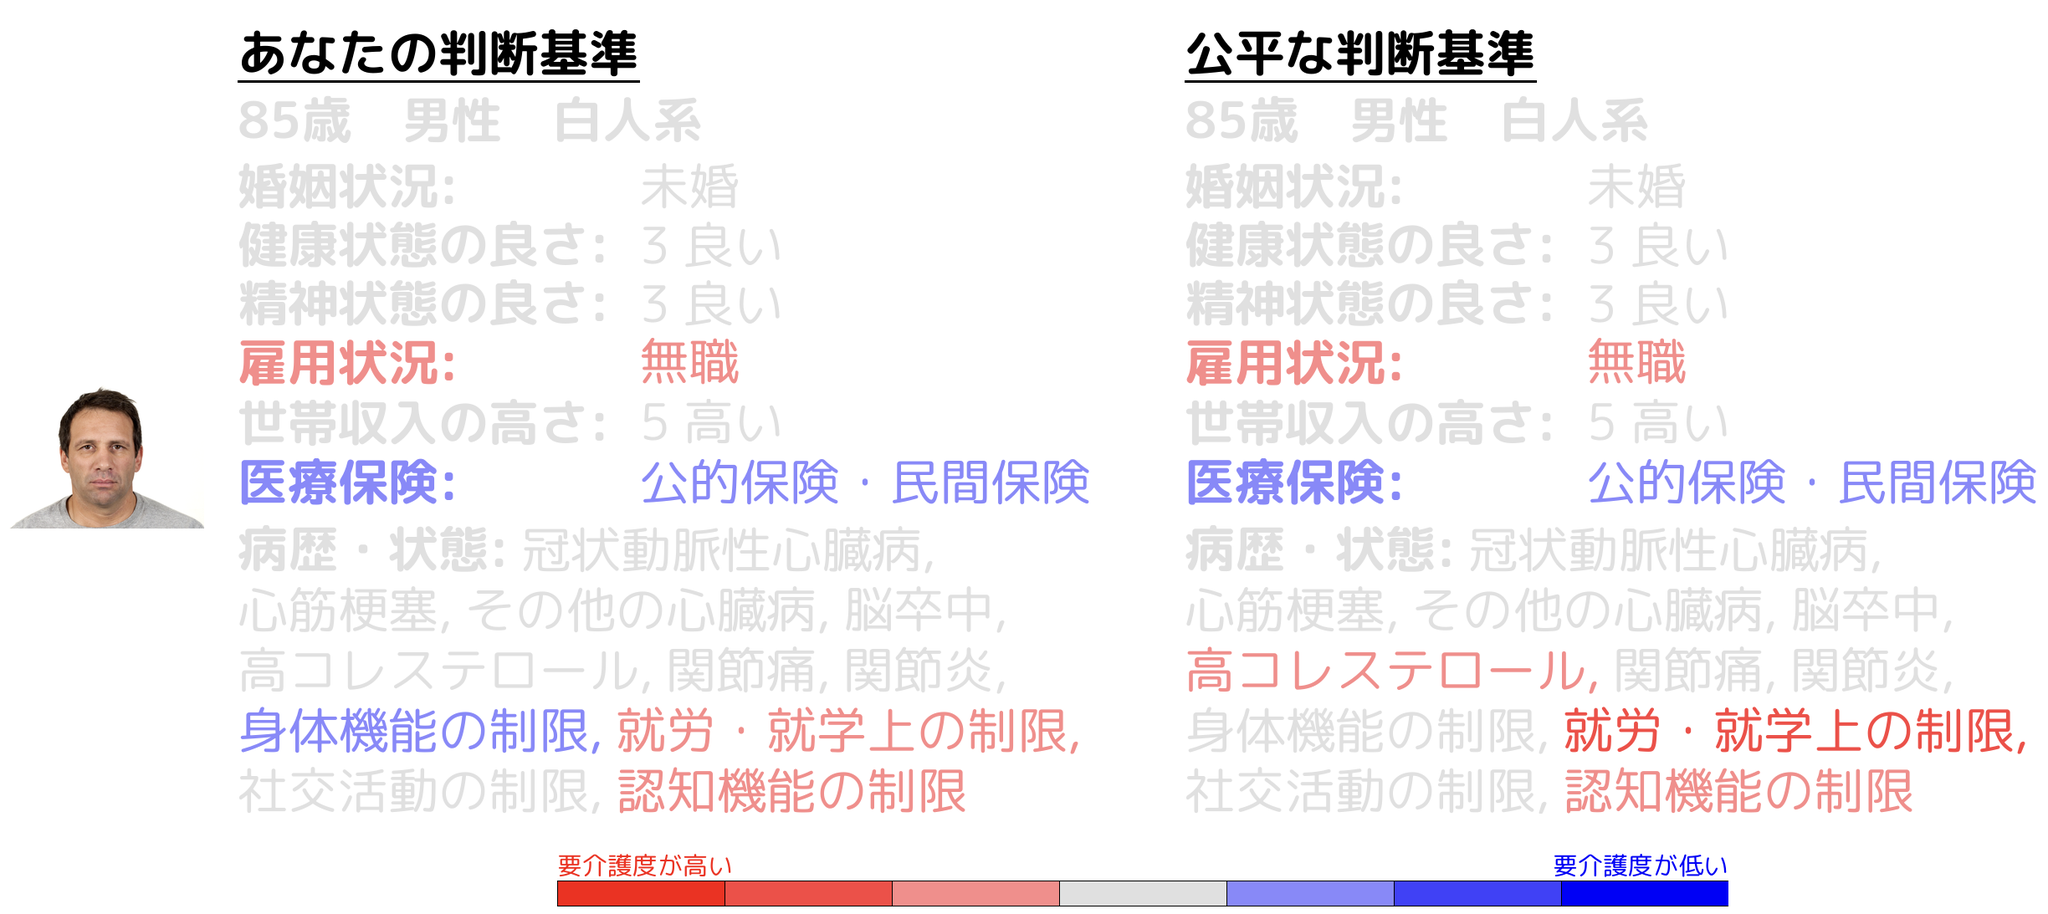 あなたの判断基準
85歳　男性　白人系
婚姻状況: 未婚
健康状態の良さ: 3 良い
精神状態の良さ: 3 良い
雇用状況: 無職
世帯収入の高さ: 5 高い
医療保険: 公的保険・民間保険
病歴・状態: 冠状動脈性心臓病,
心筋梗塞, その他の心臓病, 脳卒中,
高コレステロール, 関節痛, 関節炎,
身体機能の制限, 就労・就学上の制限,
社交活動の制限, 認知機能の制限
公平な判断基準
85歳　男性　白人系
婚姻状況: 未婚
健康状態の良さ: 3 良い
精神状態の良さ: 3 良い
雇用状況: 無職
世帯収入の高さ: 5 高い
医療保険: 公的保険・民間保険
病歴・状態: 冠状動脈性心臓病,
心筋梗塞, その他の心臓病, 脳卒中,
高コレステロール, 関節痛, 関節炎,
身体機能の制限, 就労・就学上の制限,
社交活動の制限, 認知機能の制限
要介護度が高い
要介護度が低い